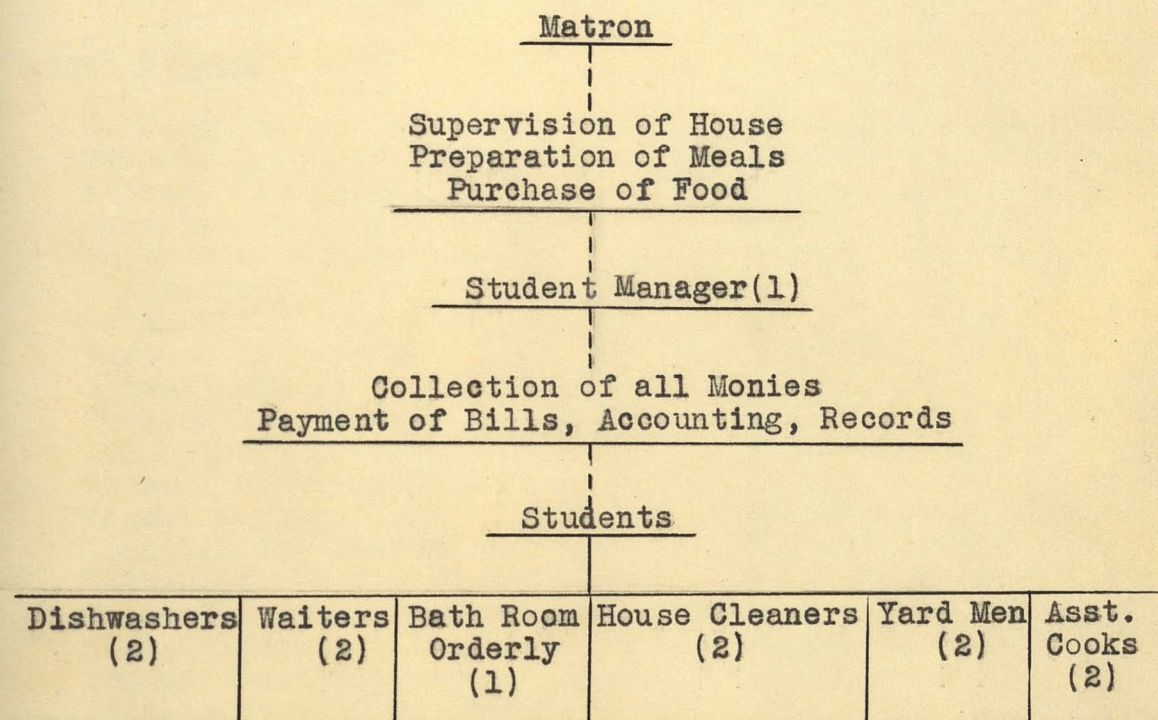 Matron
Supervision of House
Preparation of Meals
Purchase of Food
Student Manager(1)
Collection of all Monies
Payment of Bills, Accounting, Records
Students
Dishwashers
(2)
Waiters
(2)
Bath Room
Orderly
(1)
House Cleaners
(2)
Yard Men
(2)
Asst.
Cooks
(2)